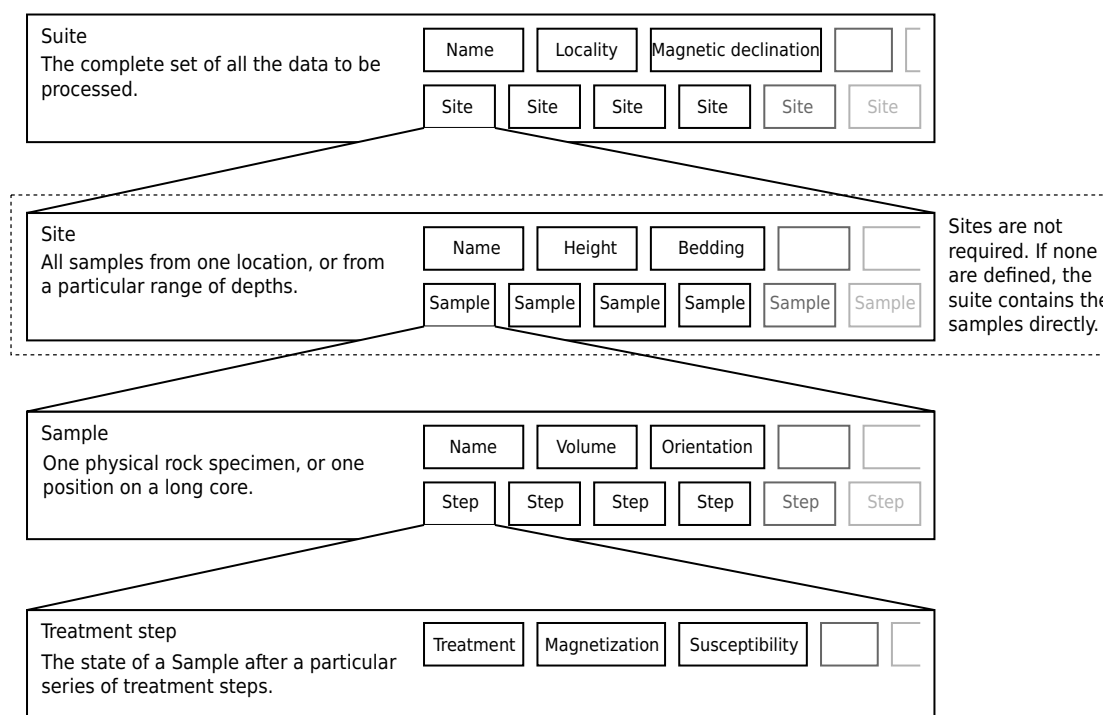 Suite
The complete set of all the data to be
processed.
Name Locality Magnetic declination
Site Site Site Site Site Site
Site
All samples from one location, or from
a particular range of depths.
Name Height Bedding
Sample Sample Sample Sample Sample Sample
Sites are not
required. If none
are defined, the
suite contains the
samples directly.
Sample
One physical rock specimen, or one
position on a long core.
Name Volume Orientation
Step Step Step Step Step Step
Treatment step
The state of a Sample after a particular
series of treatment steps.
Treatment Magnetization Susceptibility